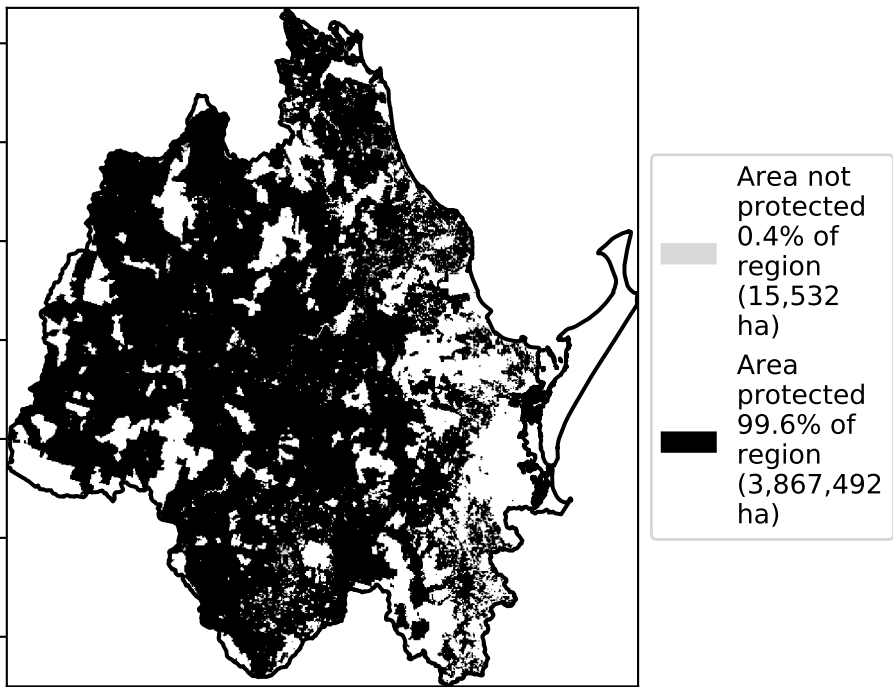 Area not
protected
0.4% of
region
(15,532
ha)
Area
protected
99.6% of
region
(3,867,492
ha)